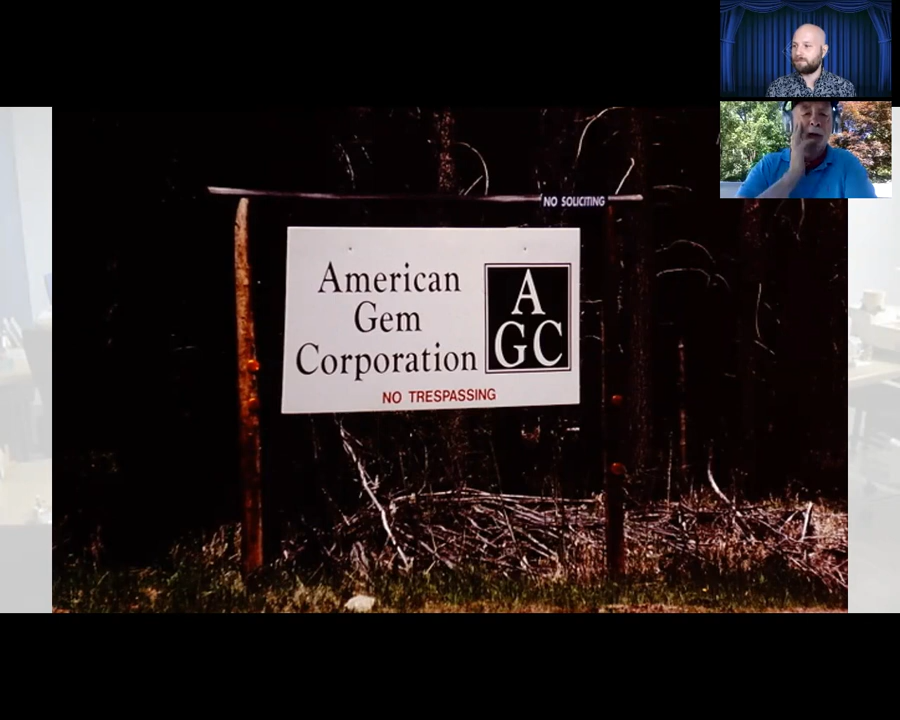 NO SOLICITING
American
Gem
Corporation
A
GC
NO TRESPASSING